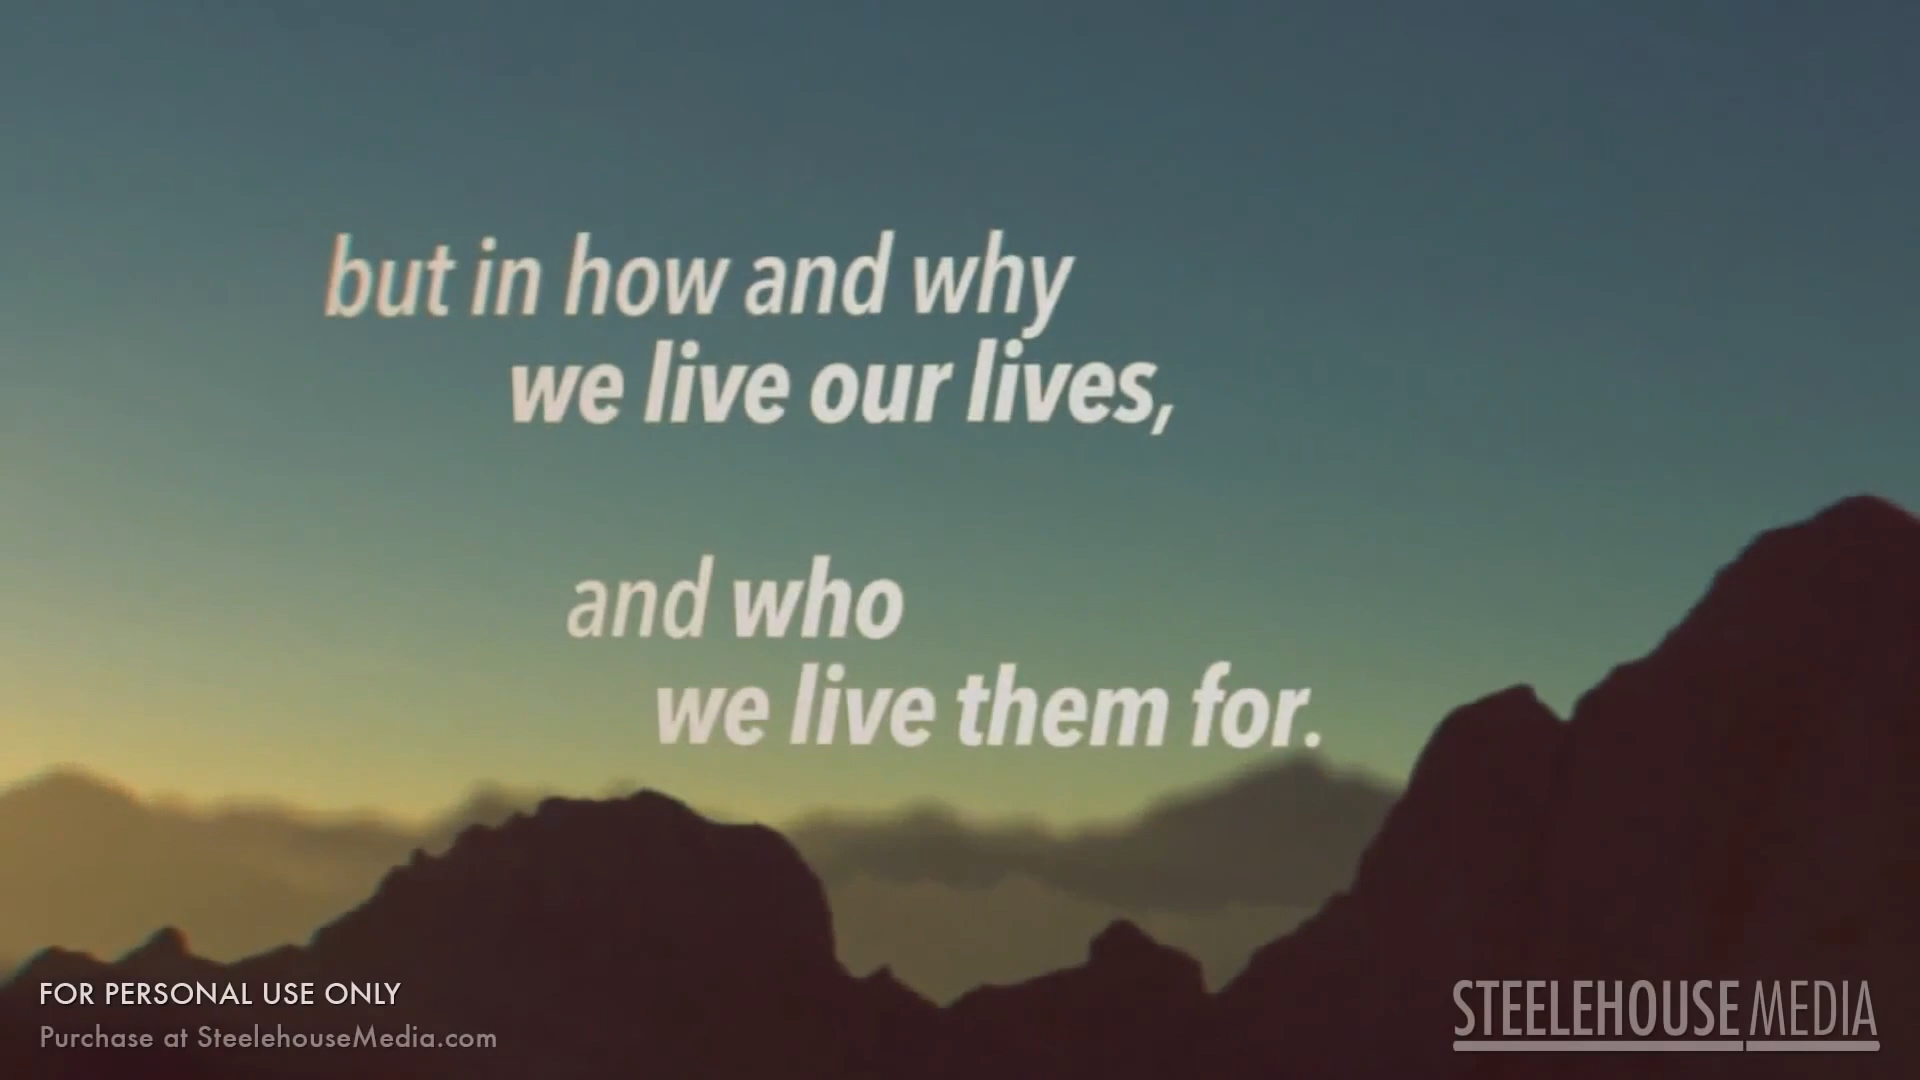 but in how and why
we live our lives,
and who
we live them for.
FOR PERSONAL USE ONLY
Purchase at SteelehouseMedia.com
STEELEHOUSE MEDIA